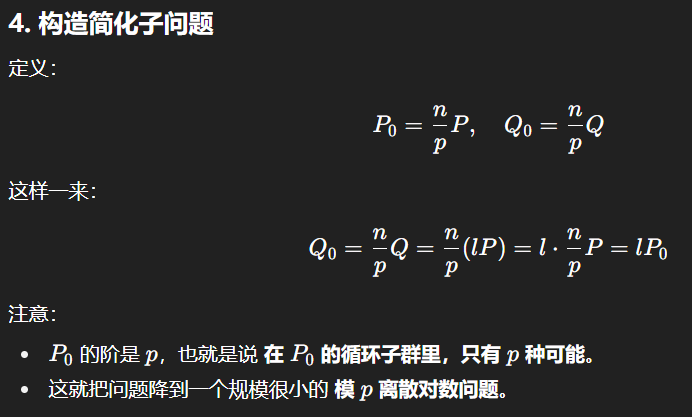 4. 构造简化子问题
定义：
$P_0 = \frac{n}{p}P, \quad Q_0 = \frac{n}{p}Q$
这样一来：
$Q_0 = \frac{n}{p}Q = \frac{n}{p}(lP) = l \cdot \frac{n}{p}P = lP_0$
注意：
• $P_0$ 的阶是 $p$，也就是说 在 $P_0$ 的循环子群里，只有 $p$ 种可能。
• 这就把问题降到一个规模很小的 模 $p$ 离散对数问题。